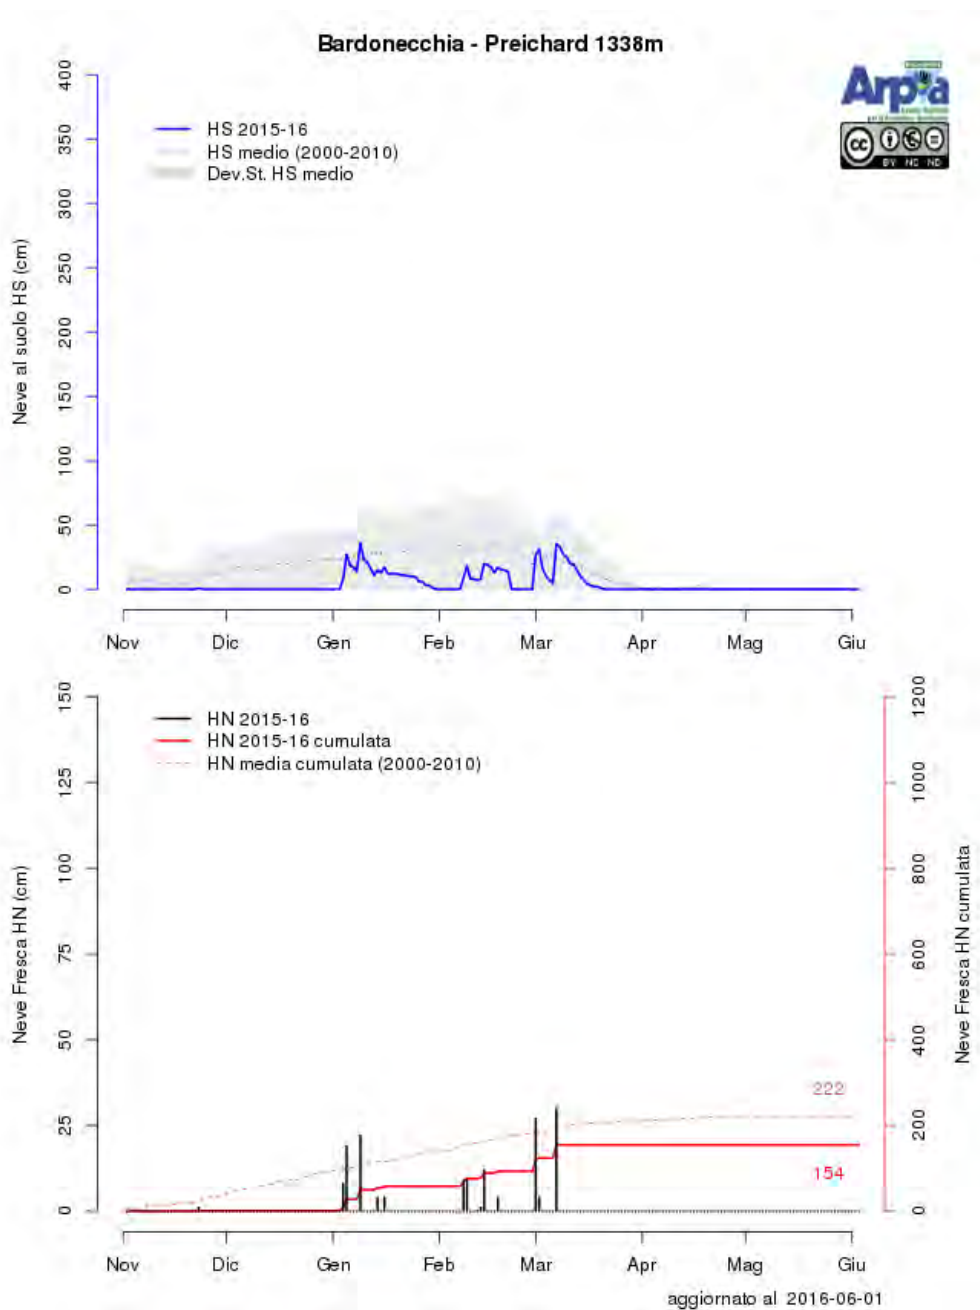 Bardonecchia - Preichard 1338m
Arpa
cc
BY NC ND
HS 2015-16
HS medio (2000-2010)
Dev.St. HS medio
Neve al suolo HS (cm)
400
350
300
250
200
150
100
50
0
Nov Dic Gen Feb Mar Apr Mag Giu
HN 2015-16
HN 2015-16 cumulata
HN media cumulata (2000-2010)
Neve Fresca HN (cm)
150
125
100
75
50
25
0
Neve Fresca HN cumulata
1200
1000
800
600
400
200
0
222
154
Nov Dic Gen Feb Mar Apr Mag Giu
aggiornato al 2016-06-01